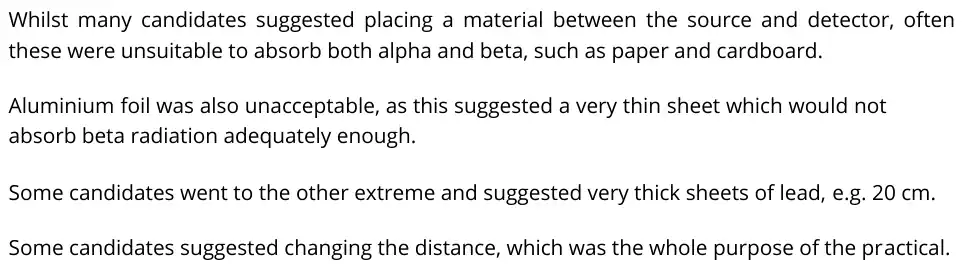 Whilst many candidates suggested placing a material between the source and detector, often
these were unsuitable to absorb both alpha and beta, such as paper and cardboard.
Aluminium foil was also unacceptable, as this suggested a very thin sheet which would not
absorb beta radiation adequately enough.
Some candidates went to the other extreme and suggested very thick sheets of lead, e.g. 20 cm.
Some candidates suggested changing the distance, which was the whole purpose of the practical.